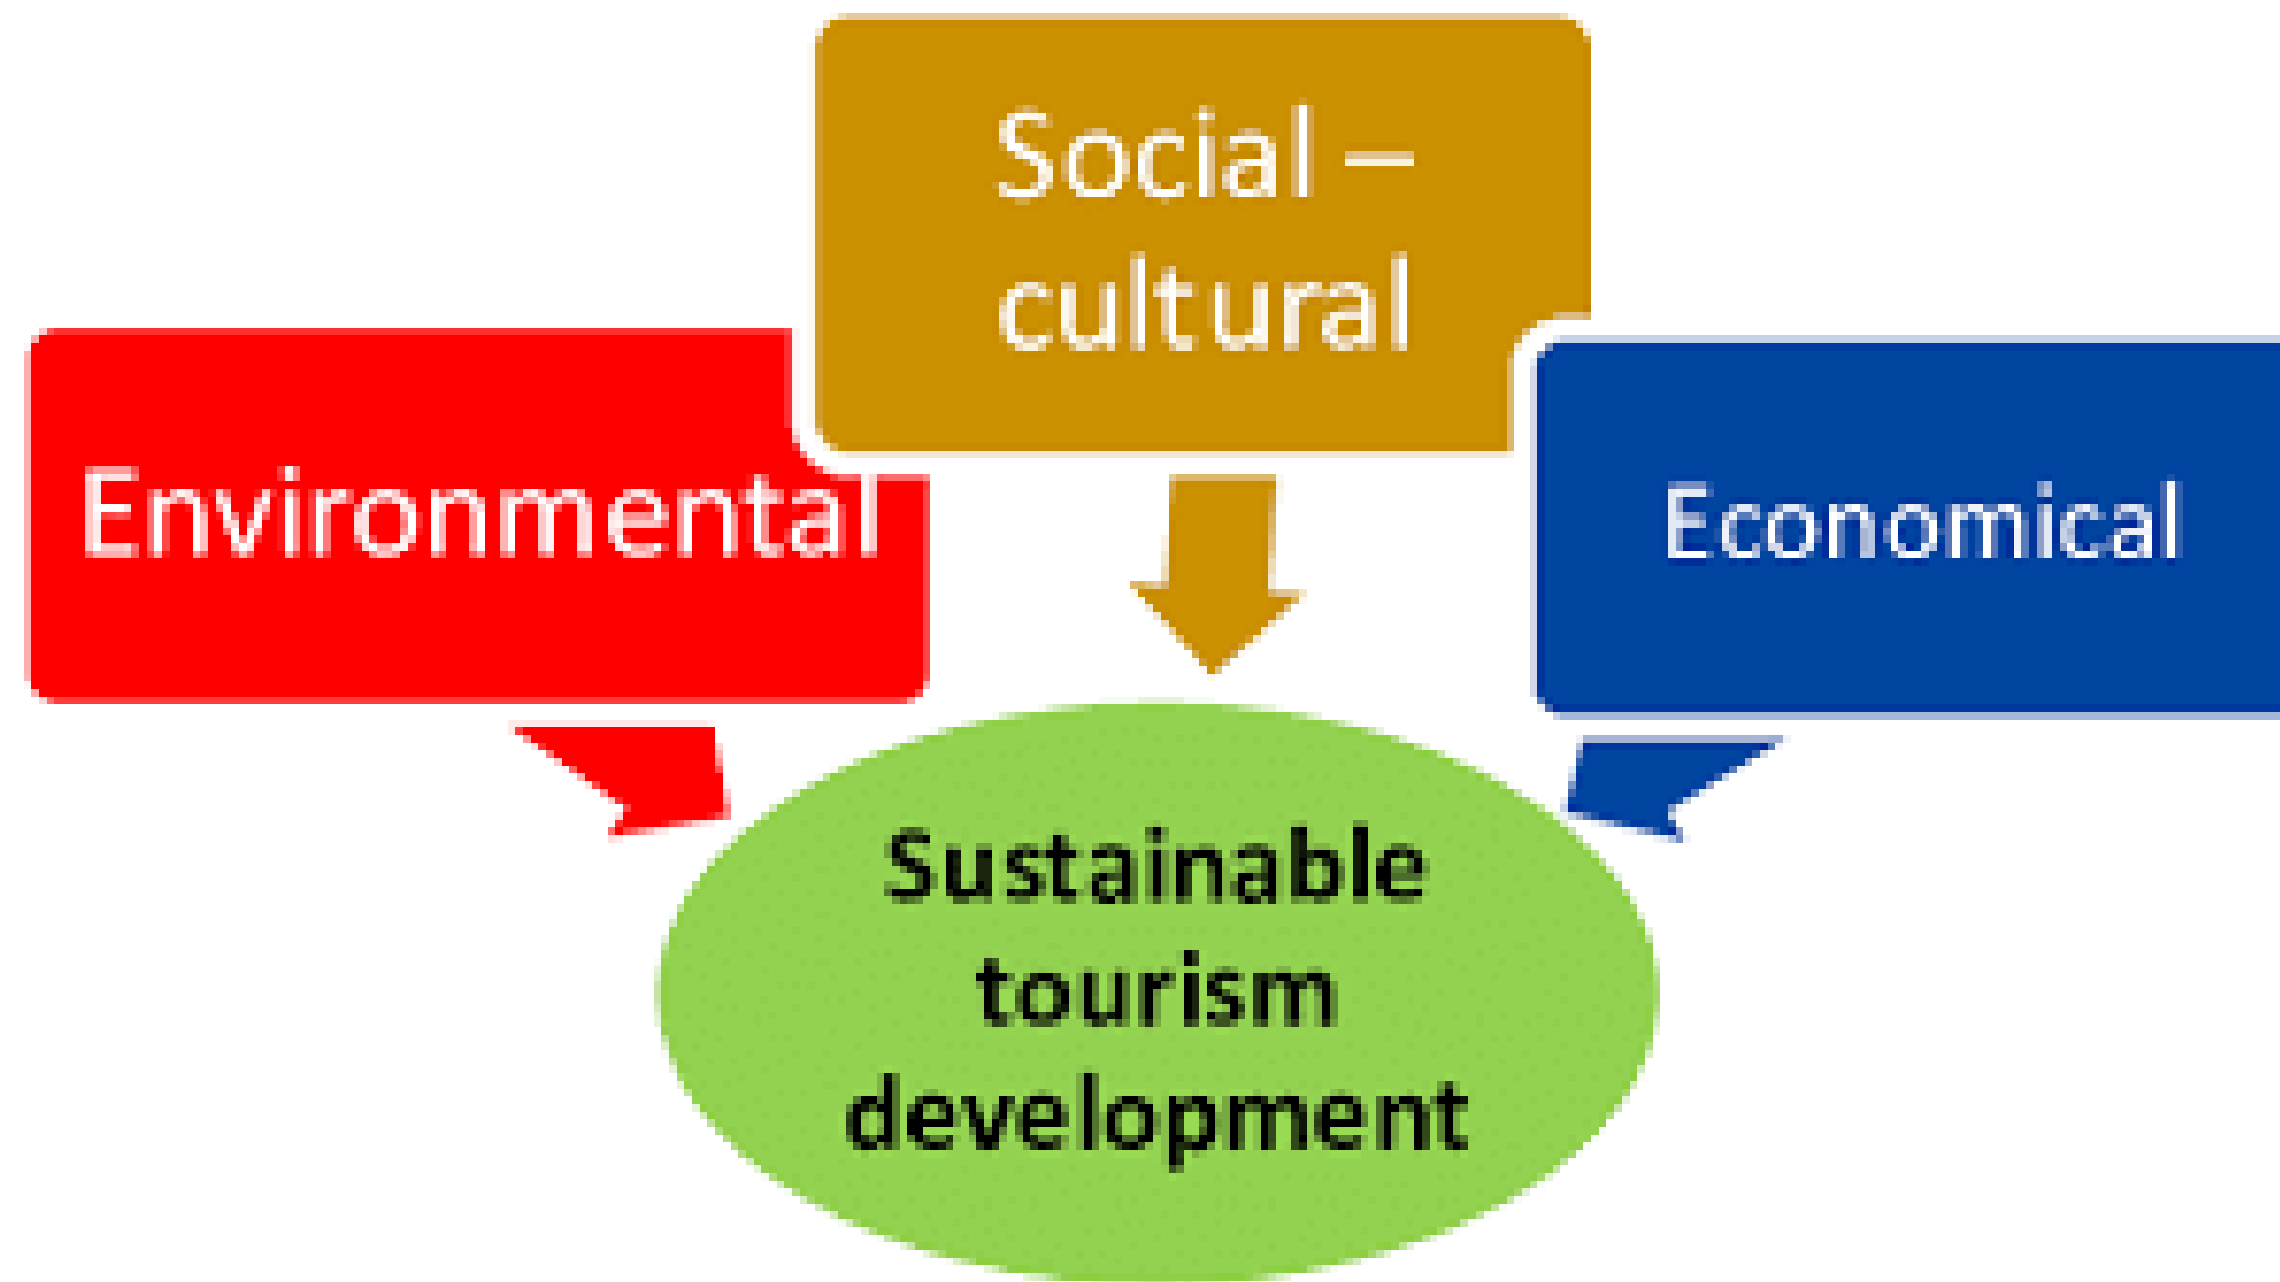 Social –
cultural
Environmental
Economical
Sustainable
tourism
development